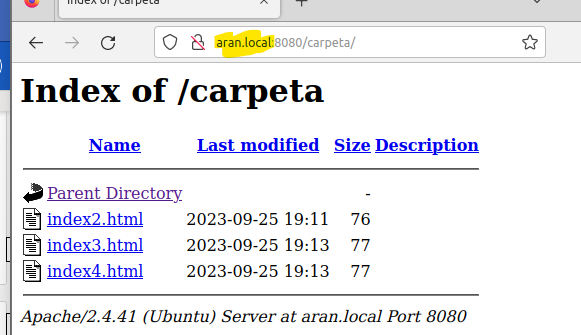 Index of /carpeta
aran.local:8080/carpeta/
Index of /carpeta
Name Last modified Size Description
Parent Directory -
index2.html 2023-09-25 19:11 76
index3.html 2023-09-25 19:13 77
index4.html 2023-09-25 19:13 77
Apache/2.4.41 (Ubuntu) Server at aran.local Port 8080